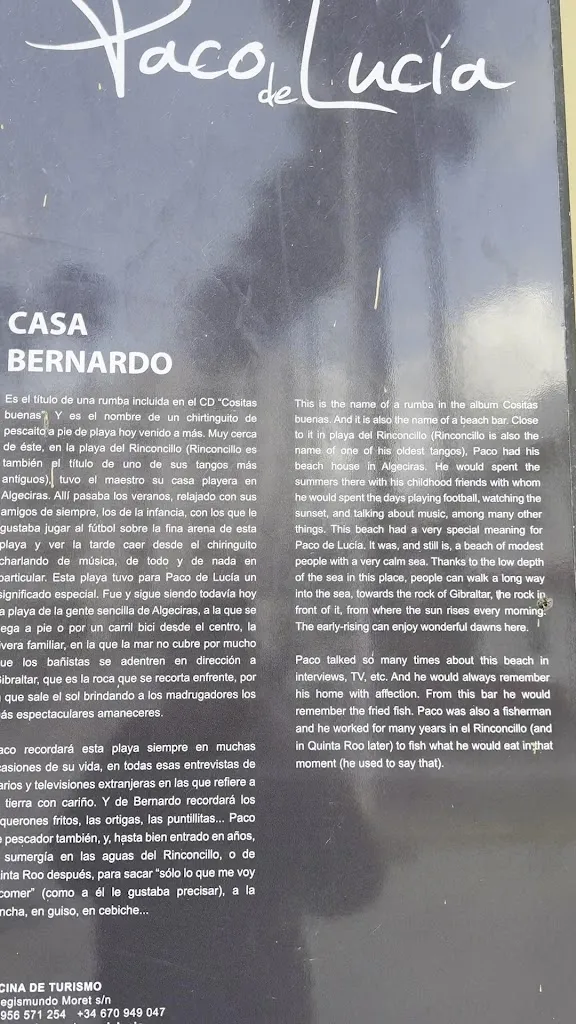 Paco de Lucía
CASA
BERNARDO
Es el título de una rumba incluida en el CD “Cositas
buenas”. Y es el nombre de un chirtinguito de
pescaito a pie de playa hoy venido a más. Muy cerca
de éste, en la playa del Rinconcillo (Rinconcillo es
también el título de uno de sus tangos más
antiguos), tuvo el maestro su casa playera en
Algeciras. Allí pasaba los veranos, relajado con sus
amigos de siempre, los de la infancia, con los que le
gustaba jugar al fútbol sobre la fina arena de esta
playa y ver la tarde caer desde el chiringuito
charlando de música, de todo y de nada en
particular. Esta playa tuvo para Paco de Lucía un
significado especial. Fue y sigue siendo todavía hoy
a playa de la gente sencilla de Algeciras, a la que se
ega a pie o por un carril bici desde el centro, la
ivera familiar, en la que la mar no cubre por mucho
ue los bañistas se adentren en dirección a
ibraltar, que es la roca que se recorta enfrente, por
que sale el sol brindando a los madrugadores los
ás espectaculares amaneceres.
aco recordará esta playa siempre en muchas
casiones de su vida, en todas esas entrevistas de
arios y televisiones extranjeras en las que refiere a
tierra con cariño. Y de Bernardo recordará los
querones fritos, las ortigas, las puntillitas... Paco
e pescador también, y, hasta bien entrado en años,
sumergía en las aguas del Rinconcillo, o de
inta Roo después, para sacar “sólo lo que me voy
comer” (como a él le gustaba precisar), a la
ncha, en guiso, en cebiche...
This is the name of a rumba in the album Cositas
buenas. And it is also the name of a beach bar. Close
to it in playa del Rinconcillo (Rinconcillo is also the
name of one of his oldest tangos), Paco had his
beach house in Algeciras. He would spent the
summers there with his childhood friends with whom
he would spent the days playing football, watching the
sunset, and talking about music, among many other
things. This beach had a very special meaning for
Paco de Lucía. It was, and still is, a beach of modest
people with a very calm sea. Thanks to the low depth
of the sea in this place, people can walk a long way
into the sea, towards the rock of Gibraltar, the rock in
front of it, from where the sun rises every morning.
The early-rising can enjoy wonderful dawns here.
Paco talked so many times about this beach in
interviews, TV, etc. And he would always remember
his home with affection. From this bar he would
remember the fried fish. Paco was also a fisherman
and he worked for many years in el Rinconcillo (and
in Quinta Roo later) to fish what he would eat in that
moment (he used to say that).
CINA DE TURISMO
egismundo Moret s/n
956 571 254 +34 670 949 047